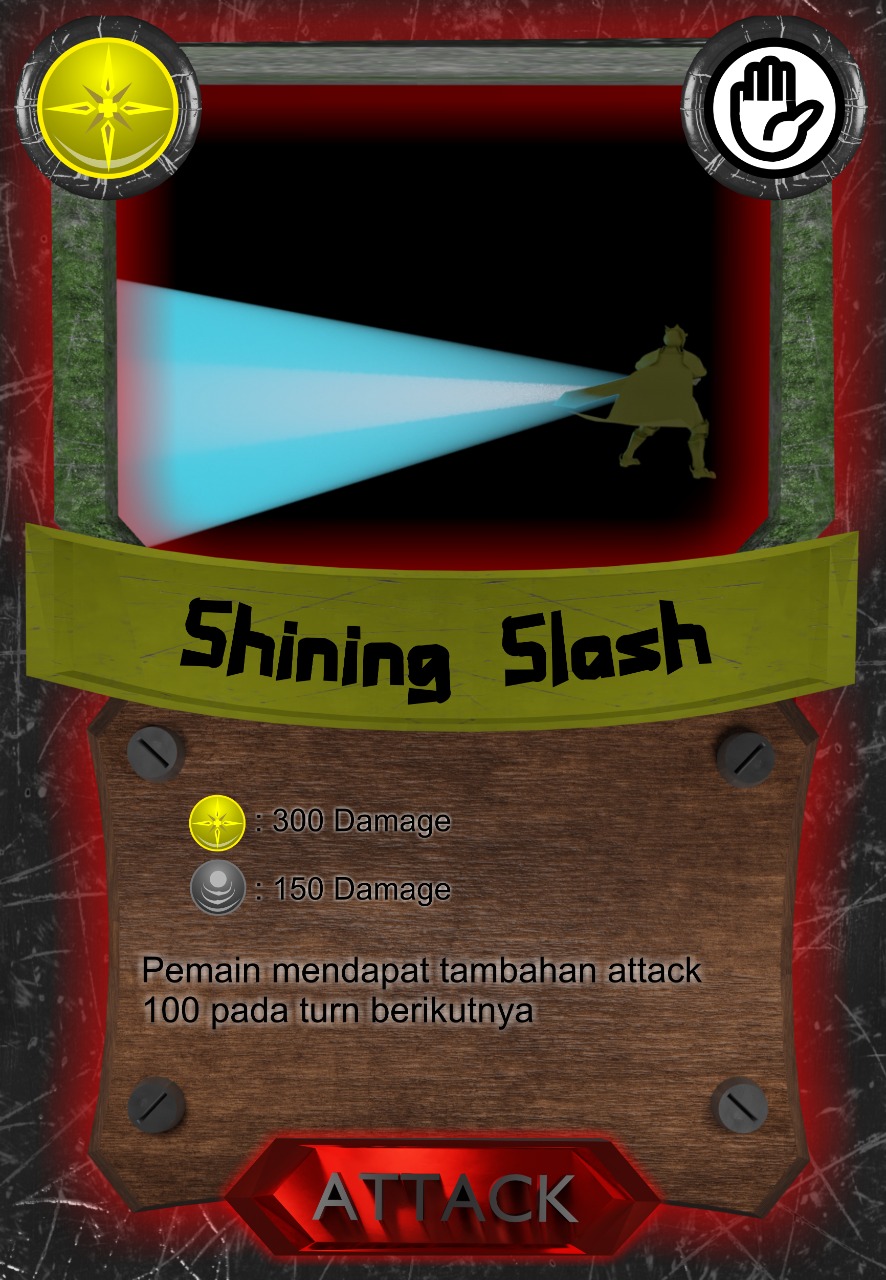 Shining Slash
: 300 Damage
: 150 Damage
Pemain mendapat tambahan attack
100 pada turn berikutnya
ATTACK